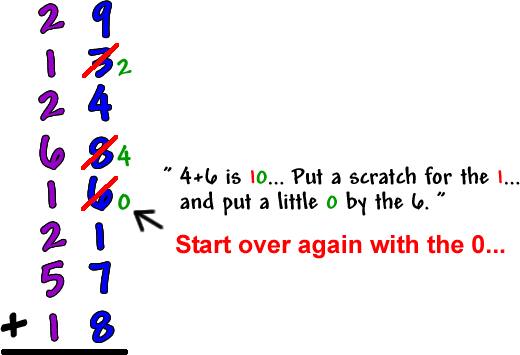 2 9
1 3 2
2 4
6 8 4
1 6 0
" 4+6 is 10... Put a scratch for the 1...
and put a little 0 by the 6. "
2 1
Start over again with the 0...
5 7
+ 1 8